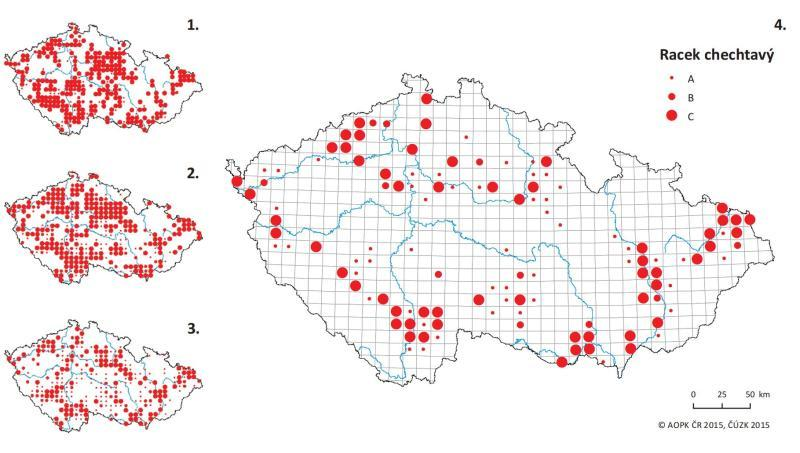 1.
2.
3.
4.
Racek chechtavý
A
B
C
0 25 50 km
© AOPK ČR 2015, ČÚZK 2015